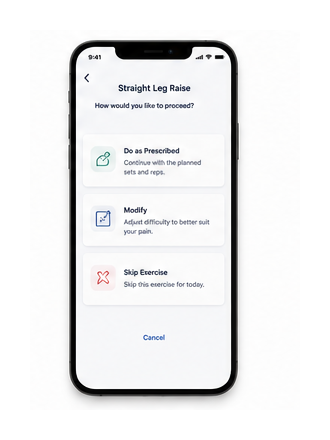 9:41
Straight Leg Raise
How would you like to proceed?
Do as Prescribed
Continue with the planned
sets and reps.
Modify
Adjust difficulty to better suit
your pain.
Skip Exercise
Skip this exercise for today.
Cancel